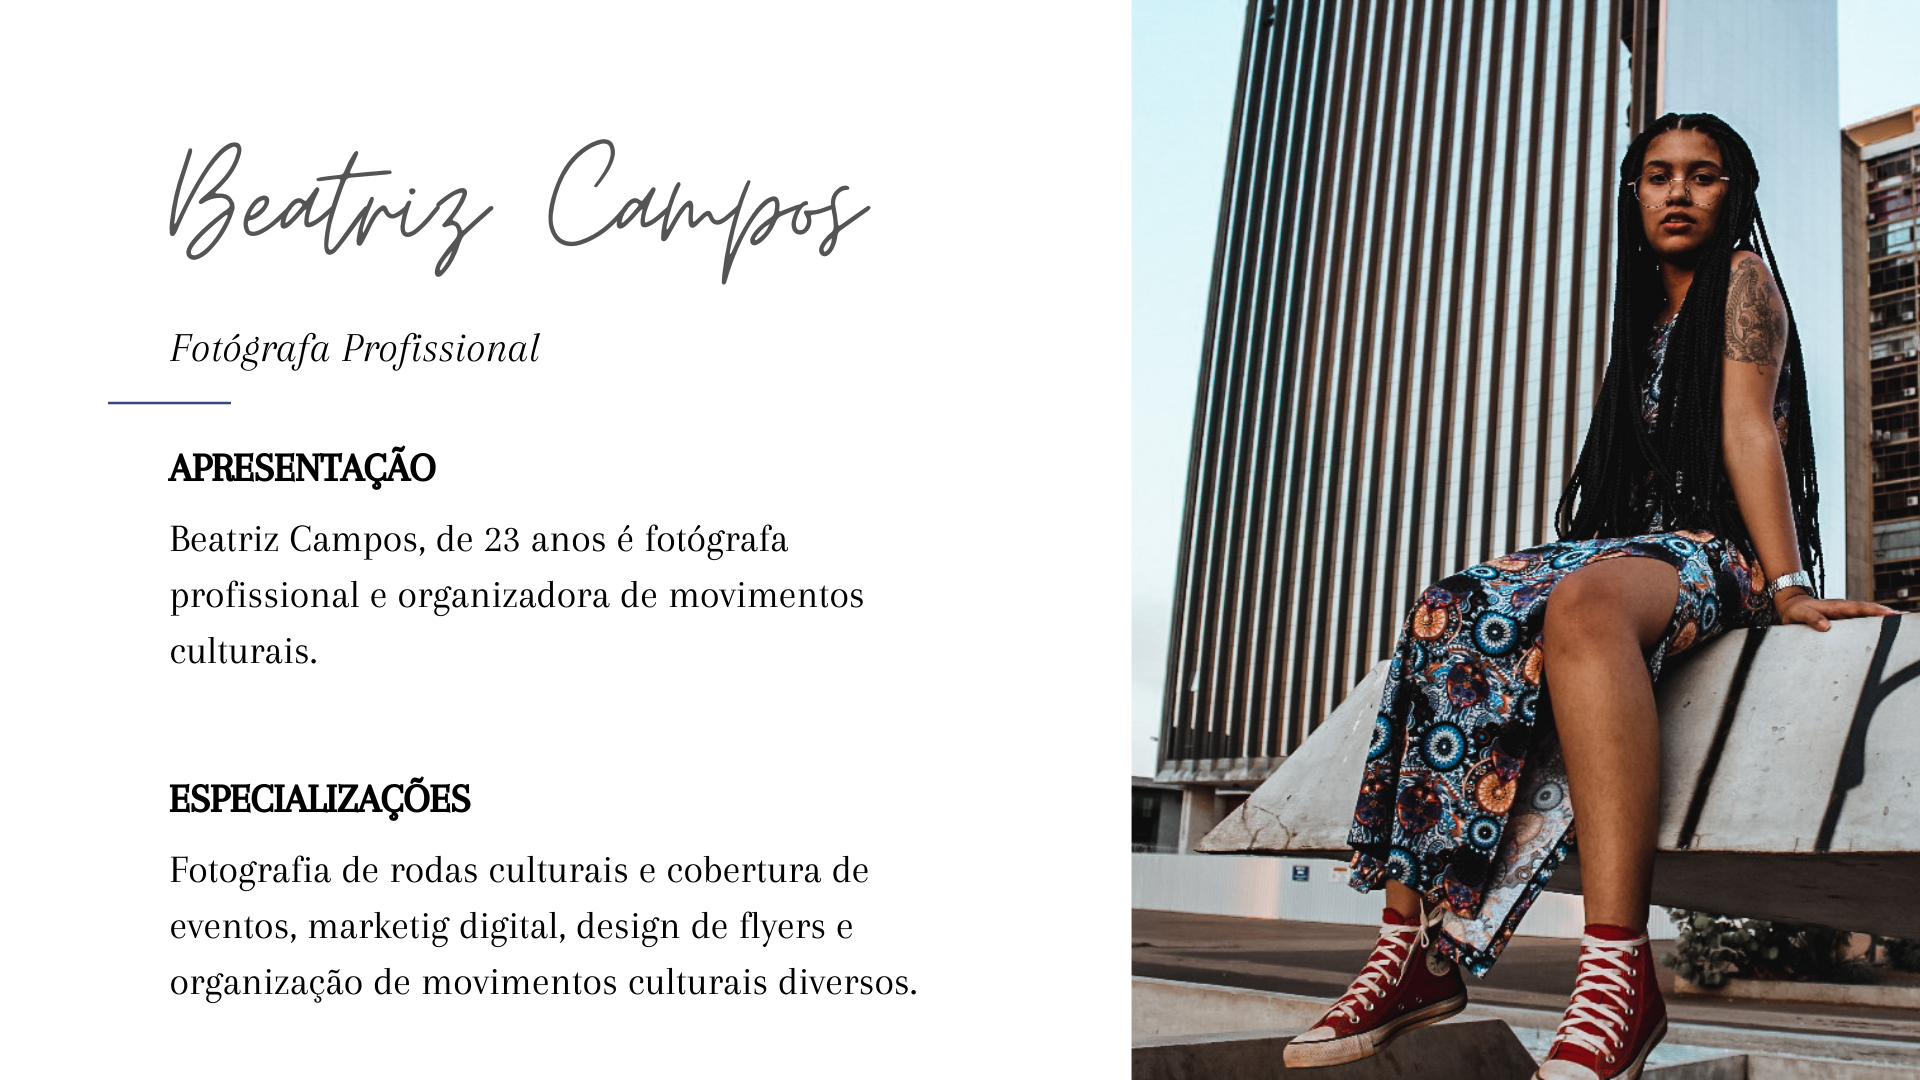 Beatriz Campos
Fotógrafa Profissional
APRESENTAÇÃO
Beatriz Campos, de 23 anos é fotógrafa
profissional e organizadora de movimentos
culturais.
ESPECIALIZAÇÕES
Fotografia de rodas culturais e cobertura de
eventos, marketig digital, design de flyers e
organização de movimentos culturais diversos.